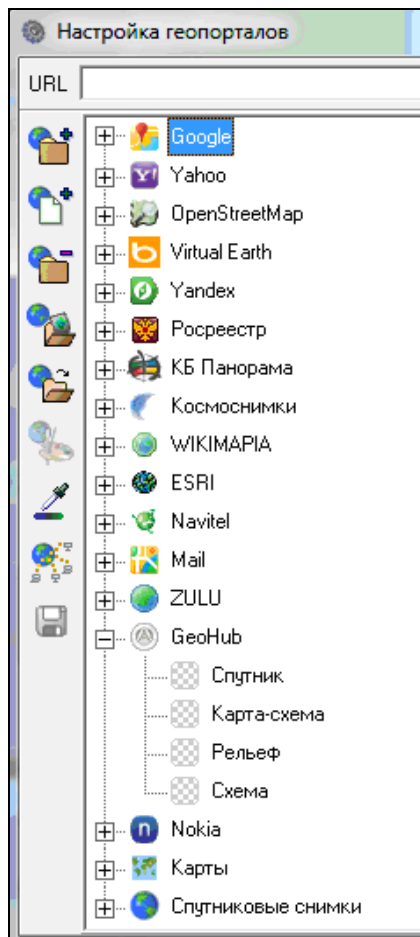 Настройка геопорталов
URL
Google
Yahoo
OpenStreetMap
Virtual Earth
Yandex
Росреестр
КБ Панорама
Космоснимки
WIKIMAPIA
ESRI
Navitel
Mail
ZULU
GeoHub
Спутник
Карта-схема
Рельеф
Схема
Nokia
Карты
Спутниковые снимки